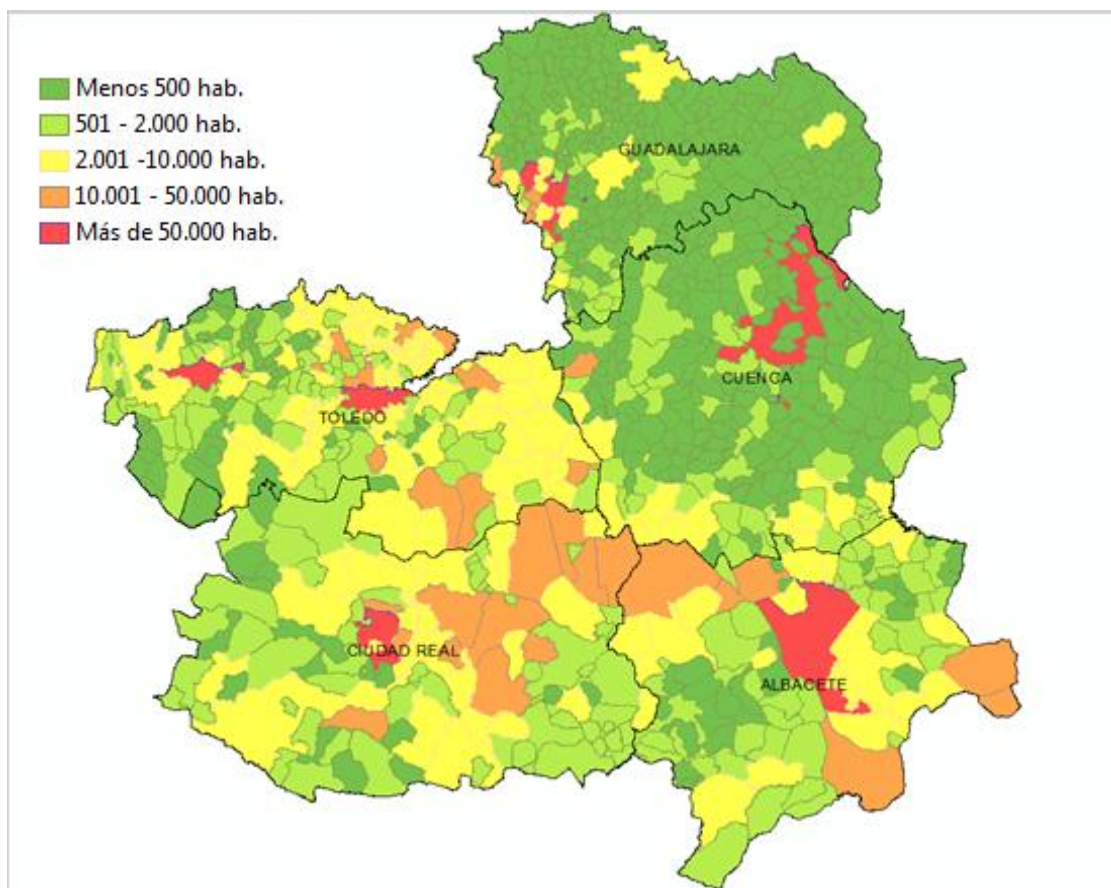 Menos 500 hab.
501 - 2.000 hab.
2.001 -10.000 hab.
10.001 - 50.000 hab.
Más de 50.000 hab.
GUADALAJARA
CUENCA
TOLEDO
CIUDAD REAL
ALBACETE